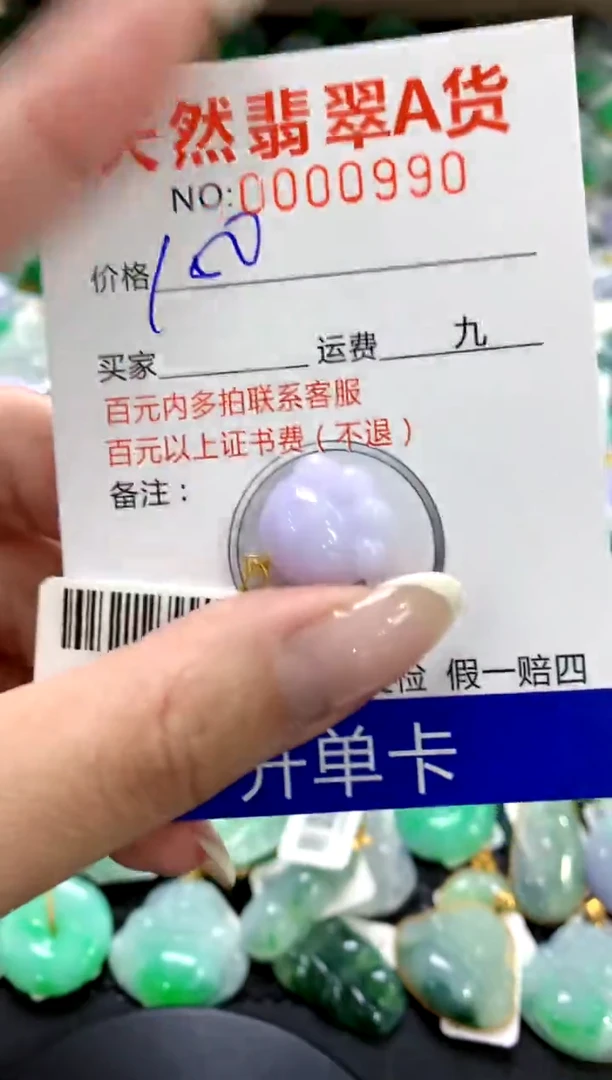 然翡翠A货
NO:0000990
价格 100
买家 运费 九
百元内多拍联系客服
百元以上证书费（不退）
备注：
检 假一赔四
开单卡